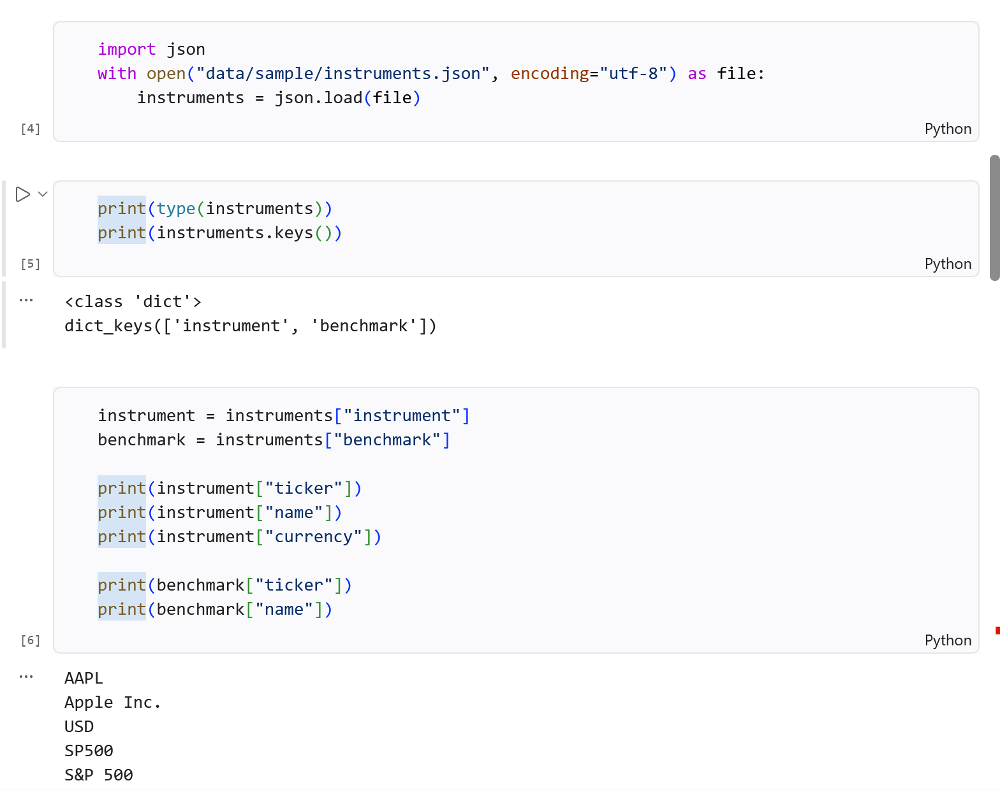 import json
with open("data/sample/instruments.json", encoding="utf-8") as file:
    instruments = json.load(file)
[4]
Python
print(type(instruments))
print(instruments.keys())
[5]
Python
<class 'dict'>
dict_keys(['instrument', 'benchmark'])
instrument = instruments["instrument"]
benchmark = instruments["benchmark"]
print(instrument["ticker"])
print(instrument["name"])
print(instrument["currency"])
print(benchmark["ticker"])
print(benchmark["name"])
[6]
Python
AAPL
Apple Inc.
USD
SP500
S&P 500